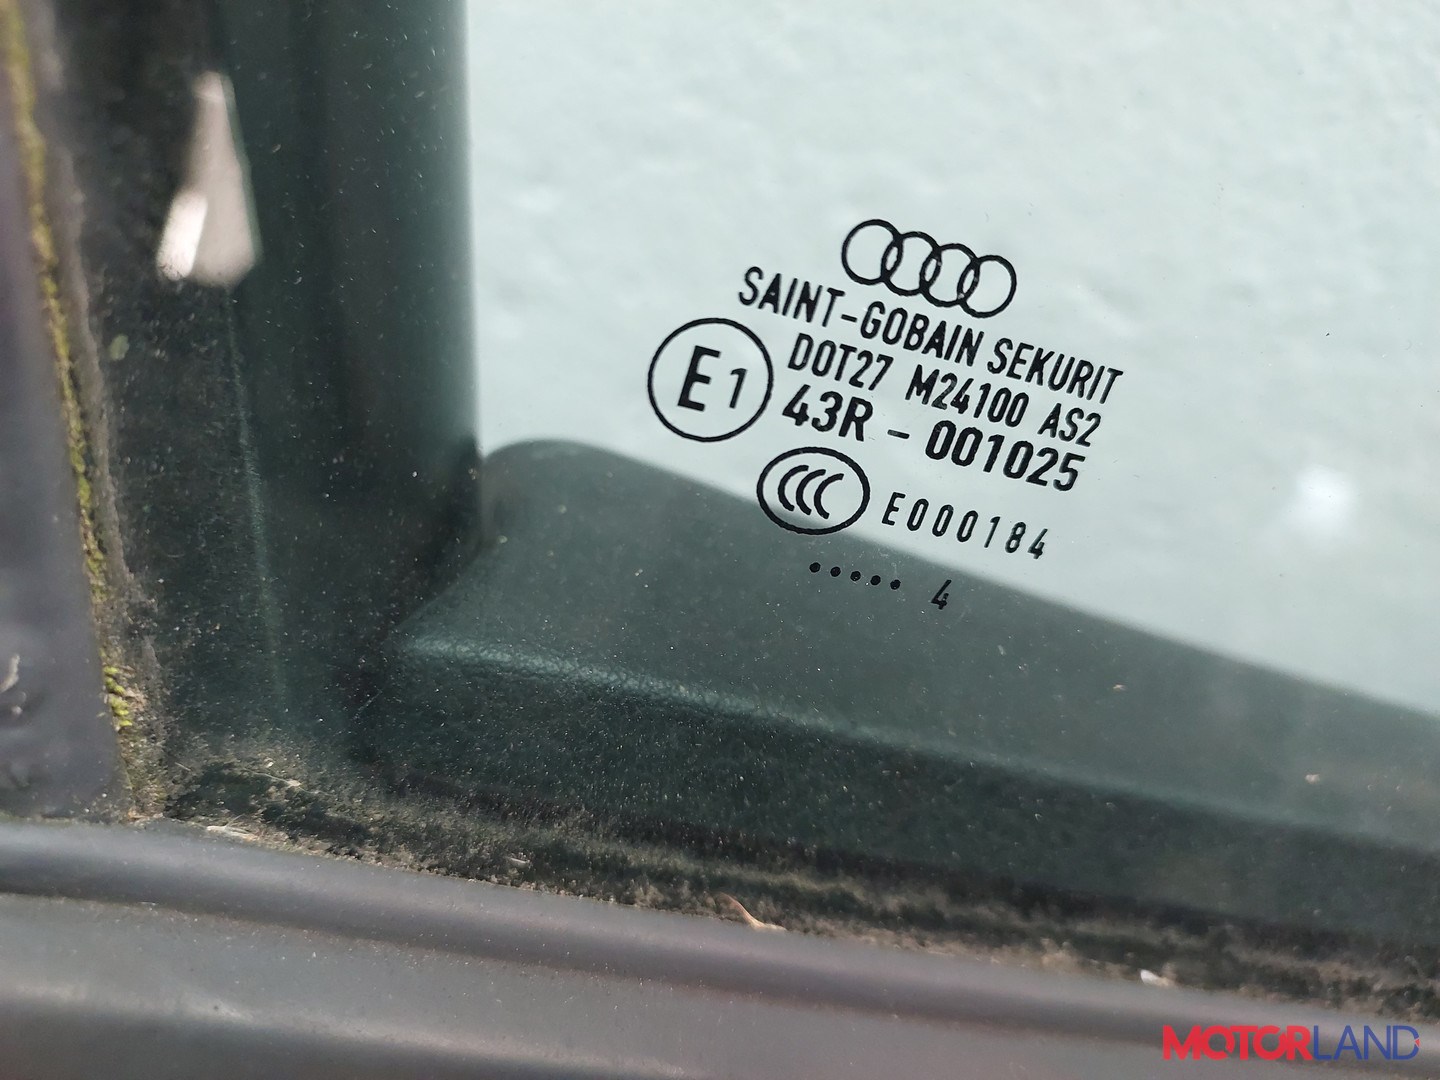 SAINT-GOBAIN SEKURIT
DOT27 M24100 AS2
E1 43R - 001025
CCC E000184
..... 4
MOTORLAND